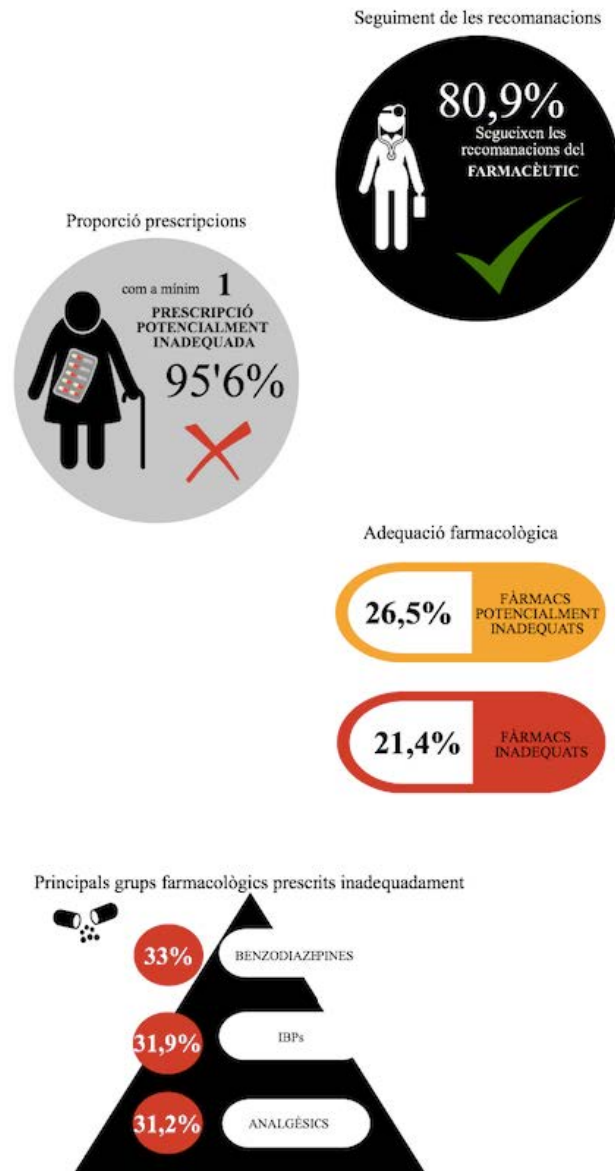 Seguiment de les recomanacions
80,9%
Segueixen les
recomanacions del
FARMACÈUTIC
Proporció prescripcions
com a mínim 1
PRESCRIPCIÓ
POTENCIALMENT
INADEQUADA
95'6%
Adequació farmacològica
26,5%
FÀRMACS
POTENCIALMENT
INADEQUATS
21,4%
FÀRMACS
INADEQUATS
Principals grups farmacològics prescrits inadequadament
33%
BENZODIAZEPINES
31,9%
IBPs
31,2%
ANALGÈSICS